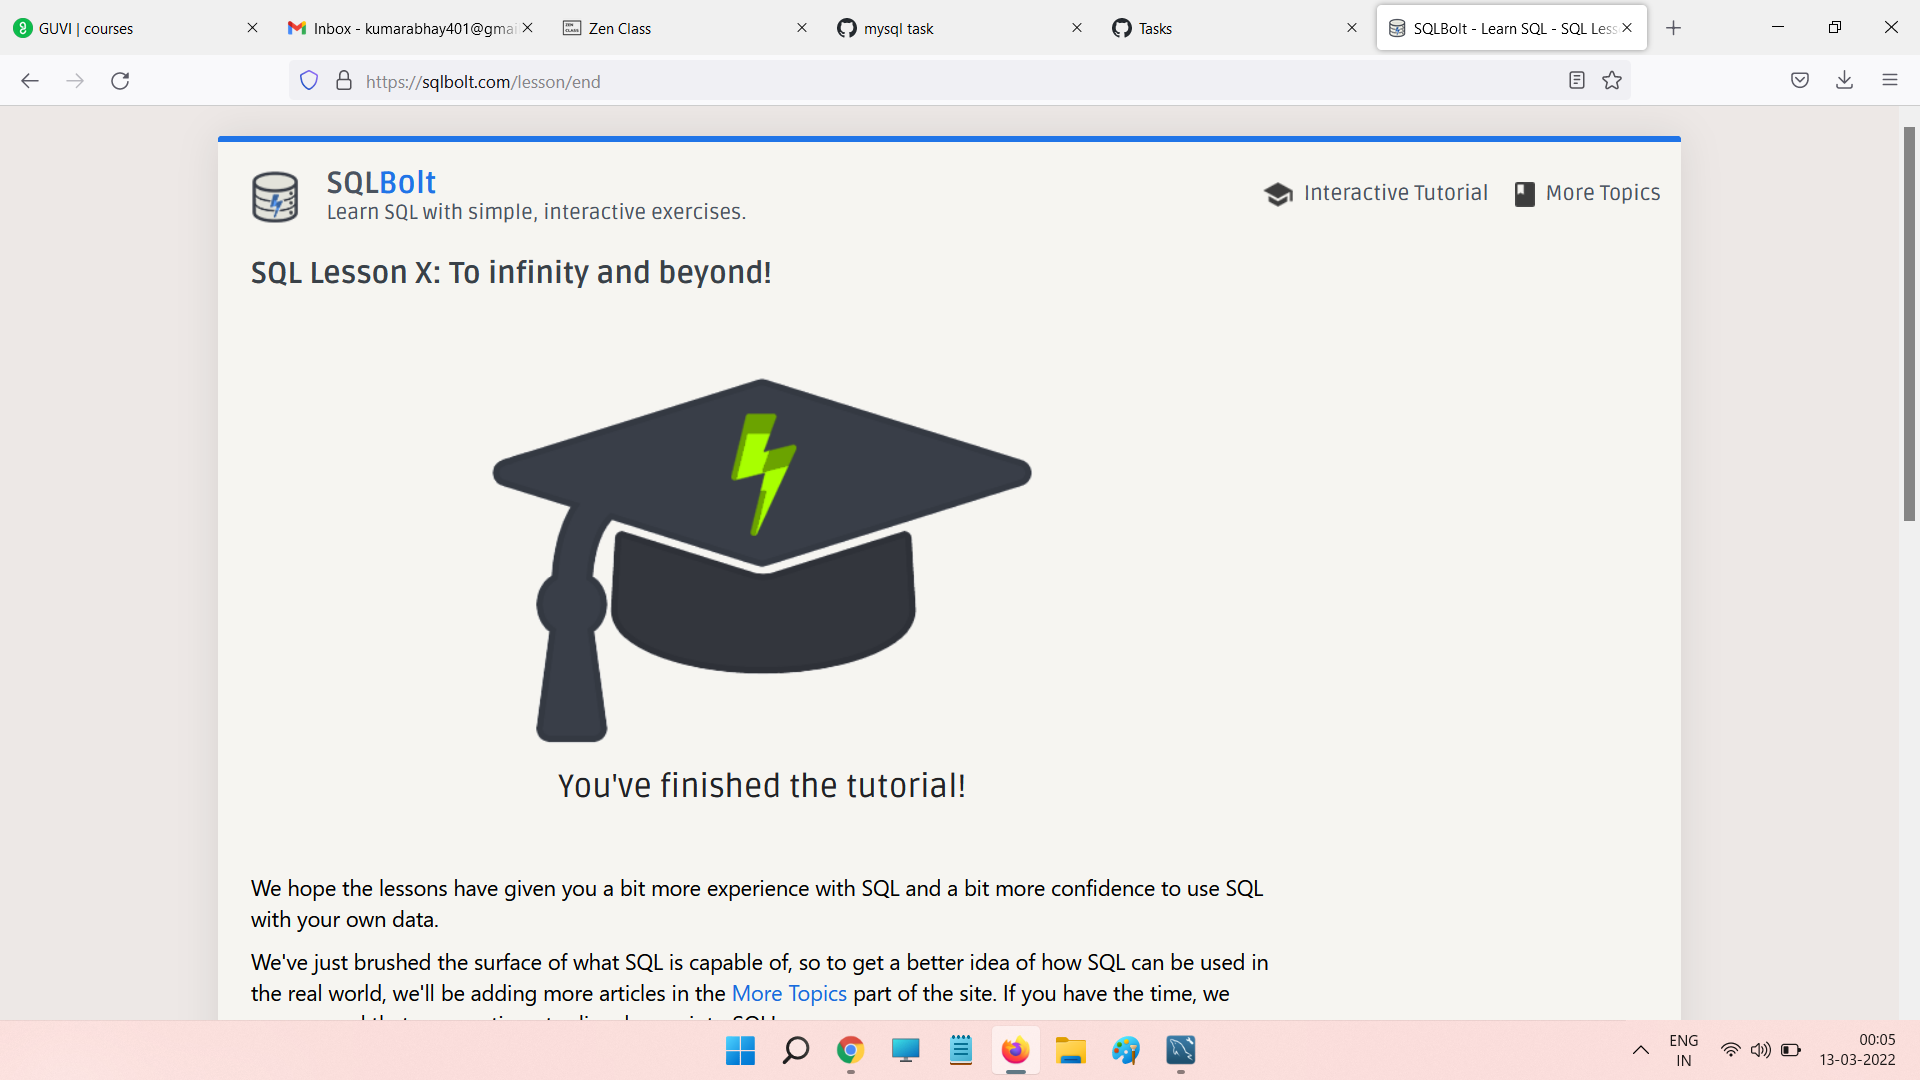 GUVI | courses
Inbox - kumarabhay401@gmai
Zen Class
mysql task
Tasks
SQLBolt - Learn SQL - SQL Less
https://sqlbolt.com/lesson/end
SQLBolt
Learn SQL with simple, interactive exercises.
Interactive Tutorial
More Topics
SQL Lesson X: To infinity and beyond!
You've finished the tutorial!
We hope the lessons have given you a bit more experience with SQL and a bit more confidence to use SQL
with your own data.
We've just brushed the surface of what SQL is capable of, so to get a better idea of how SQL can be used in
the real world, we'll be adding more articles in the More Topics part of the site. If you have the time, we
ENG
IN
00:05
13-03-2022